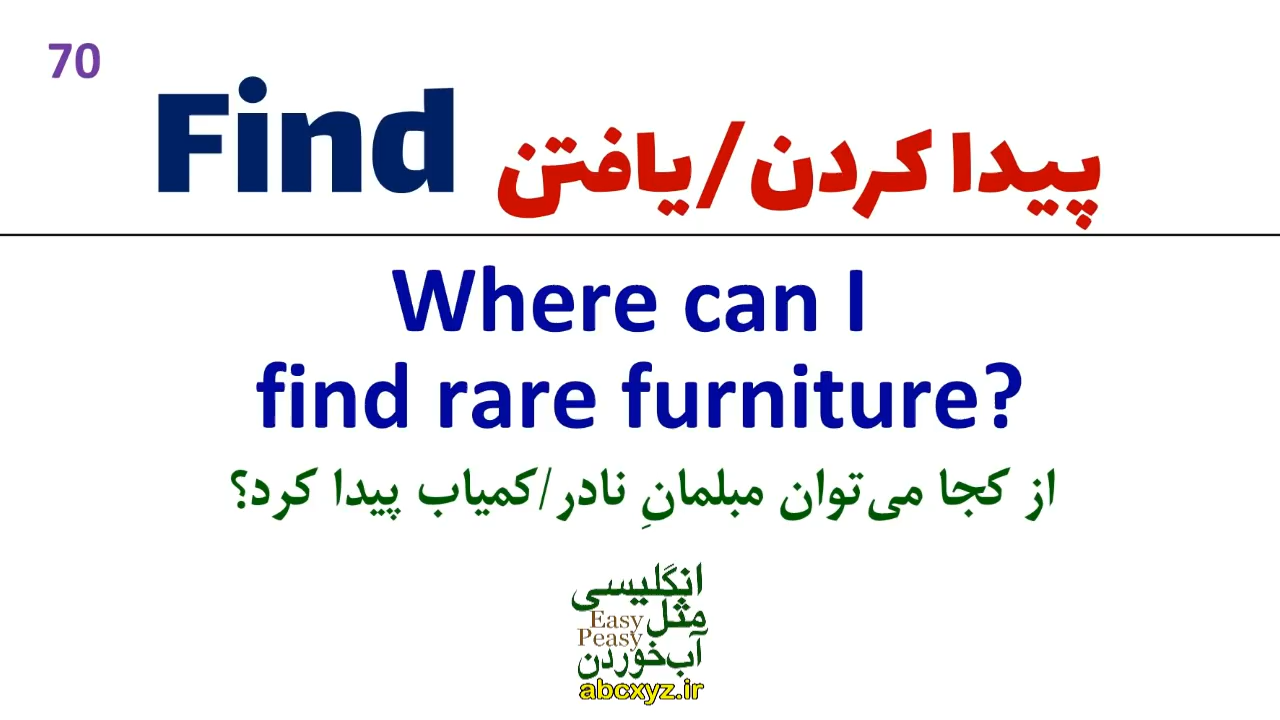 70
Find پیدا کردن/یافتن
Where can I
find rare furniture?
از کجا می‌توان مبلمانِ نادر/کمیاب پیدا کرد؟
انگلیسی
مثل Easy
Peasy
آب‌خوردن
abcxyz.ir